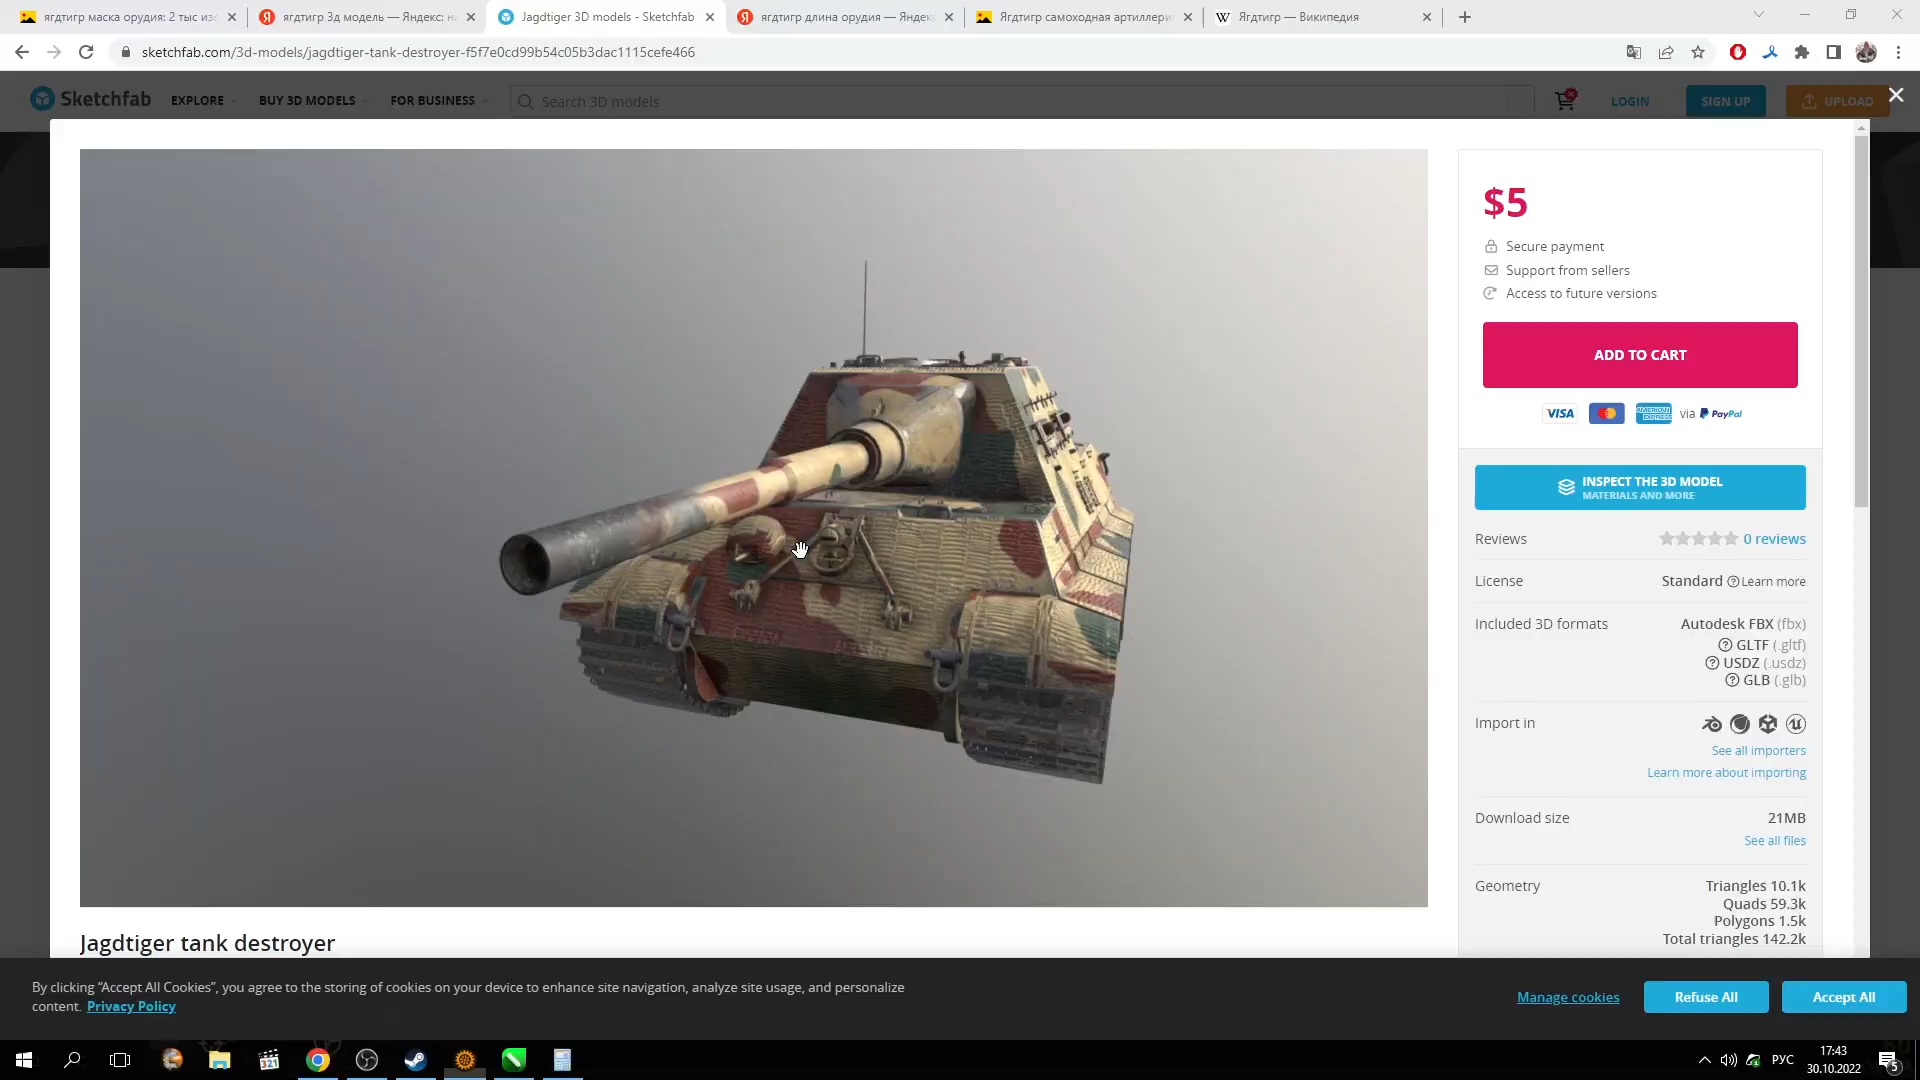 ягдтигр маска орудия: 2 тыс изо
ягдтигр 3д модель — Яндекс: на
Jagdtiger 3D models - Sketchfab
ягдтигр длина орудия — Яндекс
Ягдтигр самоходная артиллери
Ягдтигр — Википедия
sketchfab.com/3d-models/jagdtiger-tank-destroyer-f5f7e0cd99b54c05b3dac1115cefe466
Sketchfab
EXPLORE
BUY 3D MODELS
FOR BUSINESS
Search 3D models
LOGIN
SIGN UP
UPLOAD
$5
Secure payment
Support from sellers
Access to future versions
ADD TO CART
VISA
AMERICAN EXPRESS
via PayPal
INSPECT THE 3D MODEL
MATERIALS AND MORE
Reviews 0 reviews
License Standard Learn more
Included 3D formats Autodesk FBX (fbx)
GLTF (.gltf)
USDZ (.usdz)
GLB (.glb)
Import in
See all importers
Learn more about importing
Download size 21MB
See all files
Geometry Triangles 10.1k
Quads 59.3k
Polygons 1.5k
Total triangles 142.2k
Jagdtiger tank destroyer
By clicking “Accept All Cookies”, you agree to the storing of cookies on your device to enhance site navigation, analyze site usage, and personalize
content. Privacy Policy
Manage cookies
Refuse All
Accept All
321
РУС
17:43
30.10.2022
5